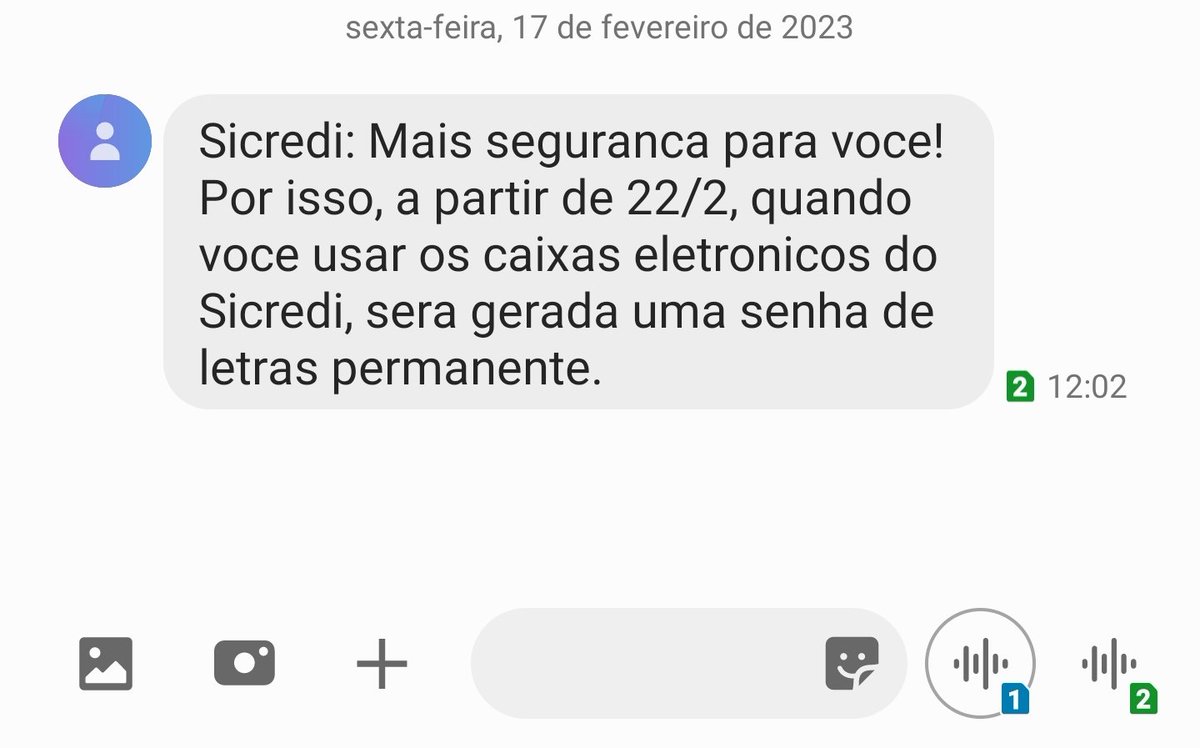 sexta-feira, 17 de fevereiro de 2023
Sicredi: Mais seguranca para voce!
Por isso, a partir de 22/2, quando
voce usar os caixas eletronicos do
Sicredi, sera gerada uma senha de
letras permanente.
2 12:02
1 2